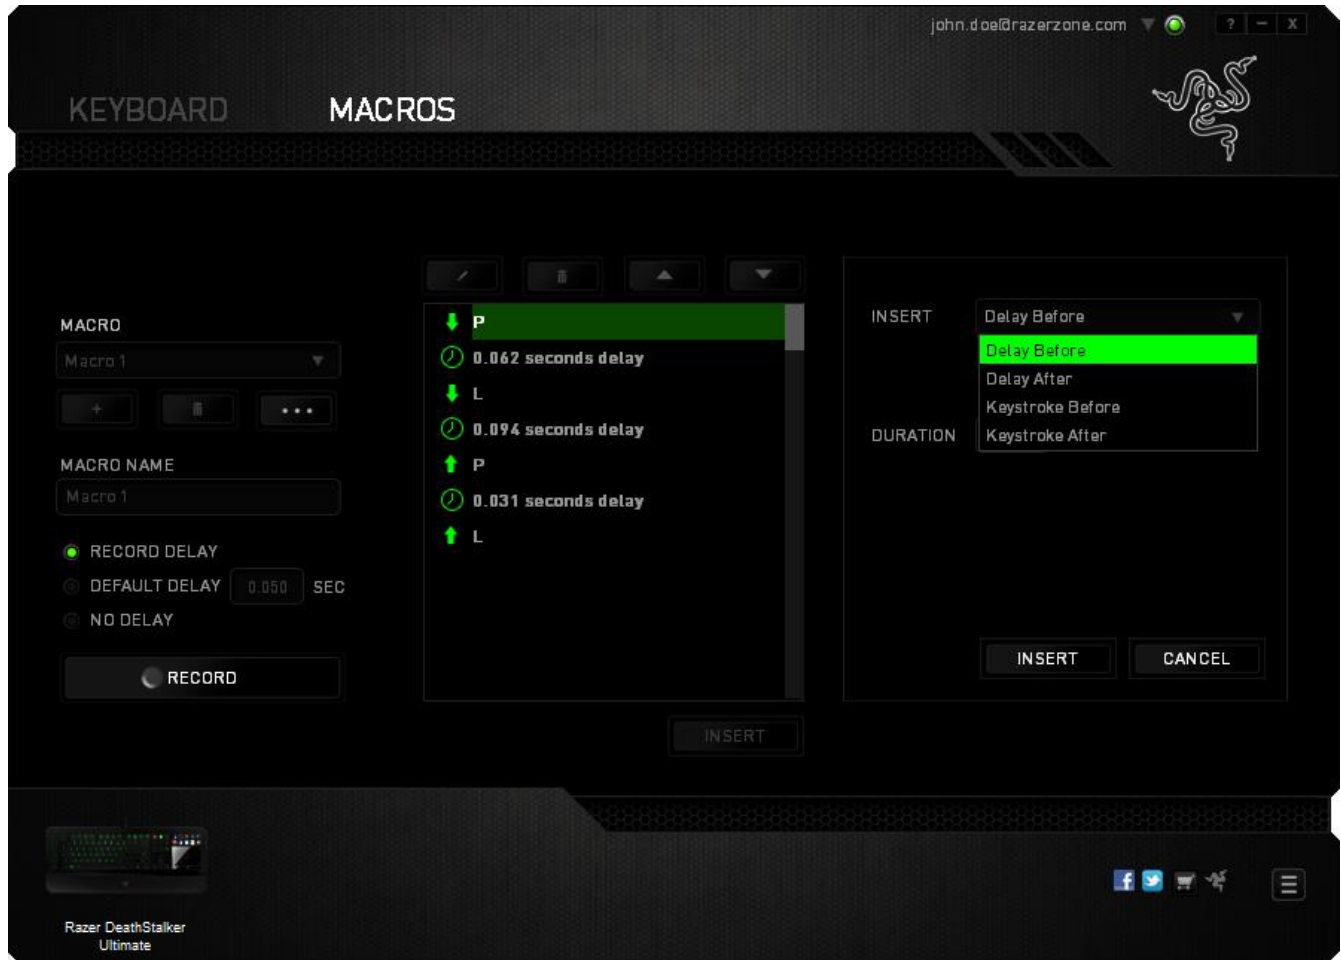 john.doe@razerzone.com
? – X
KEYBOARD MACROS
MACRO
Macro 1
+ ...
MACRO NAME
Macro 1
RECORD DELAY
DEFAULT DELAY 0.050 SEC
NO DELAY
RECORD
P
0.062 seconds delay
L
0.094 seconds delay
P
0.031 seconds delay
L
INSERT
INSERT Delay Before
Delay Before
Delay After
Keystroke Before
Keystroke After
DURATION
INSERT CANCEL
Razer DeathStalker
Ultimate